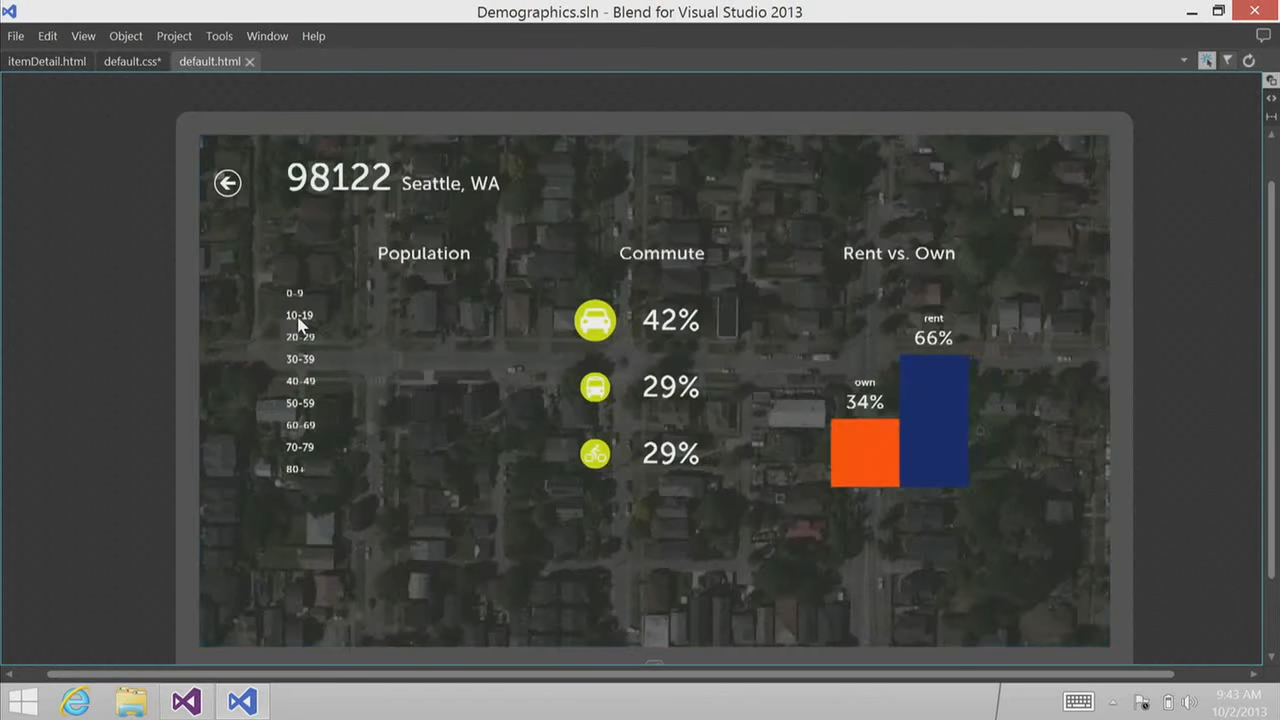 Demographics.sln - Blend for Visual Studio 2013
File Edit View Object Project Tools Window Help
itemDetail.html default.css* default.html
98122 Seattle, WA
Population Commute Rent vs. Own
0-9
10-19
20-29
30-39
40-49
50-59
60-69
70-79
80+
42%
29%
29%
rent
66%
own
34%
9:43 AM
10/2/2013